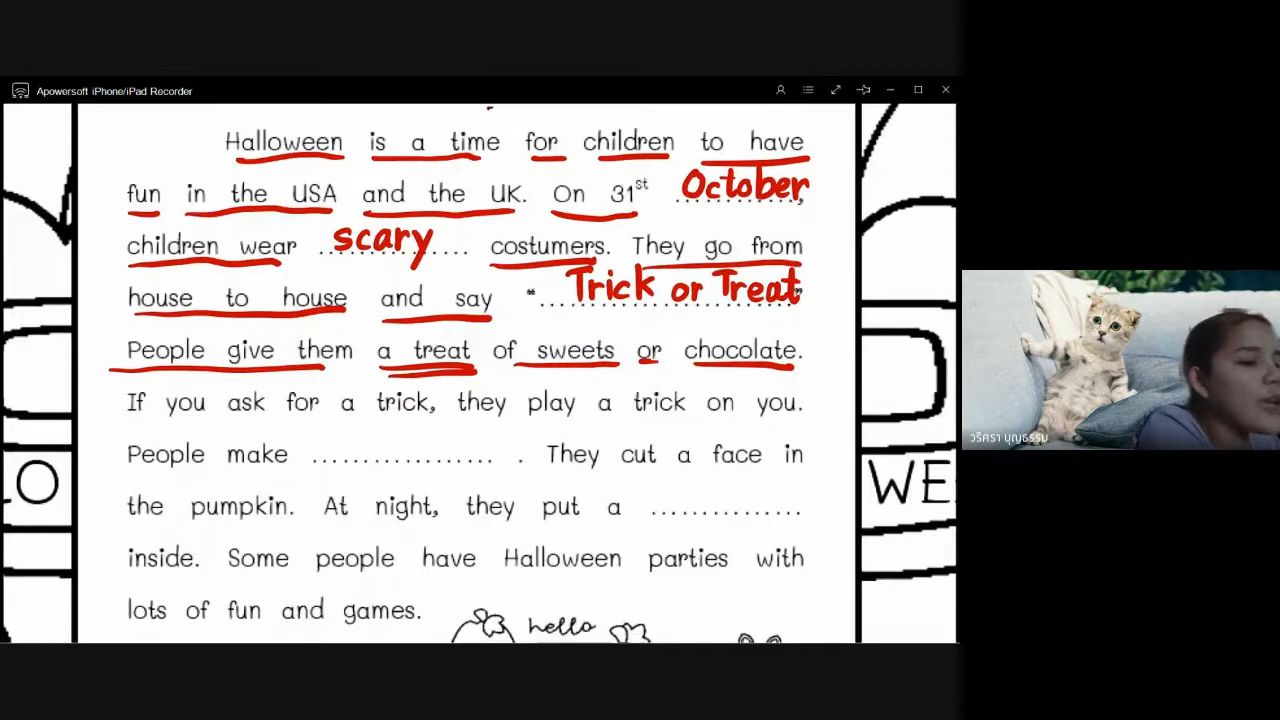 Apowersoft iPhone/iPad Recorder
Halloween is a time for children to have
fun in the USA and the UK. On 31st October,
children wear scary costumers. They go from
house to house and say “Trick or Treat”
People give them a treat of sweets or chocolate.
If you ask for a trick, they play a trick on you.
People make .................. . They cut a face in
the pumpkin. At night, they put a ...............
inside. Some people have Halloween parties with
lots of fun and games.
hello
LO
WE
วริศรา บุญธรรม